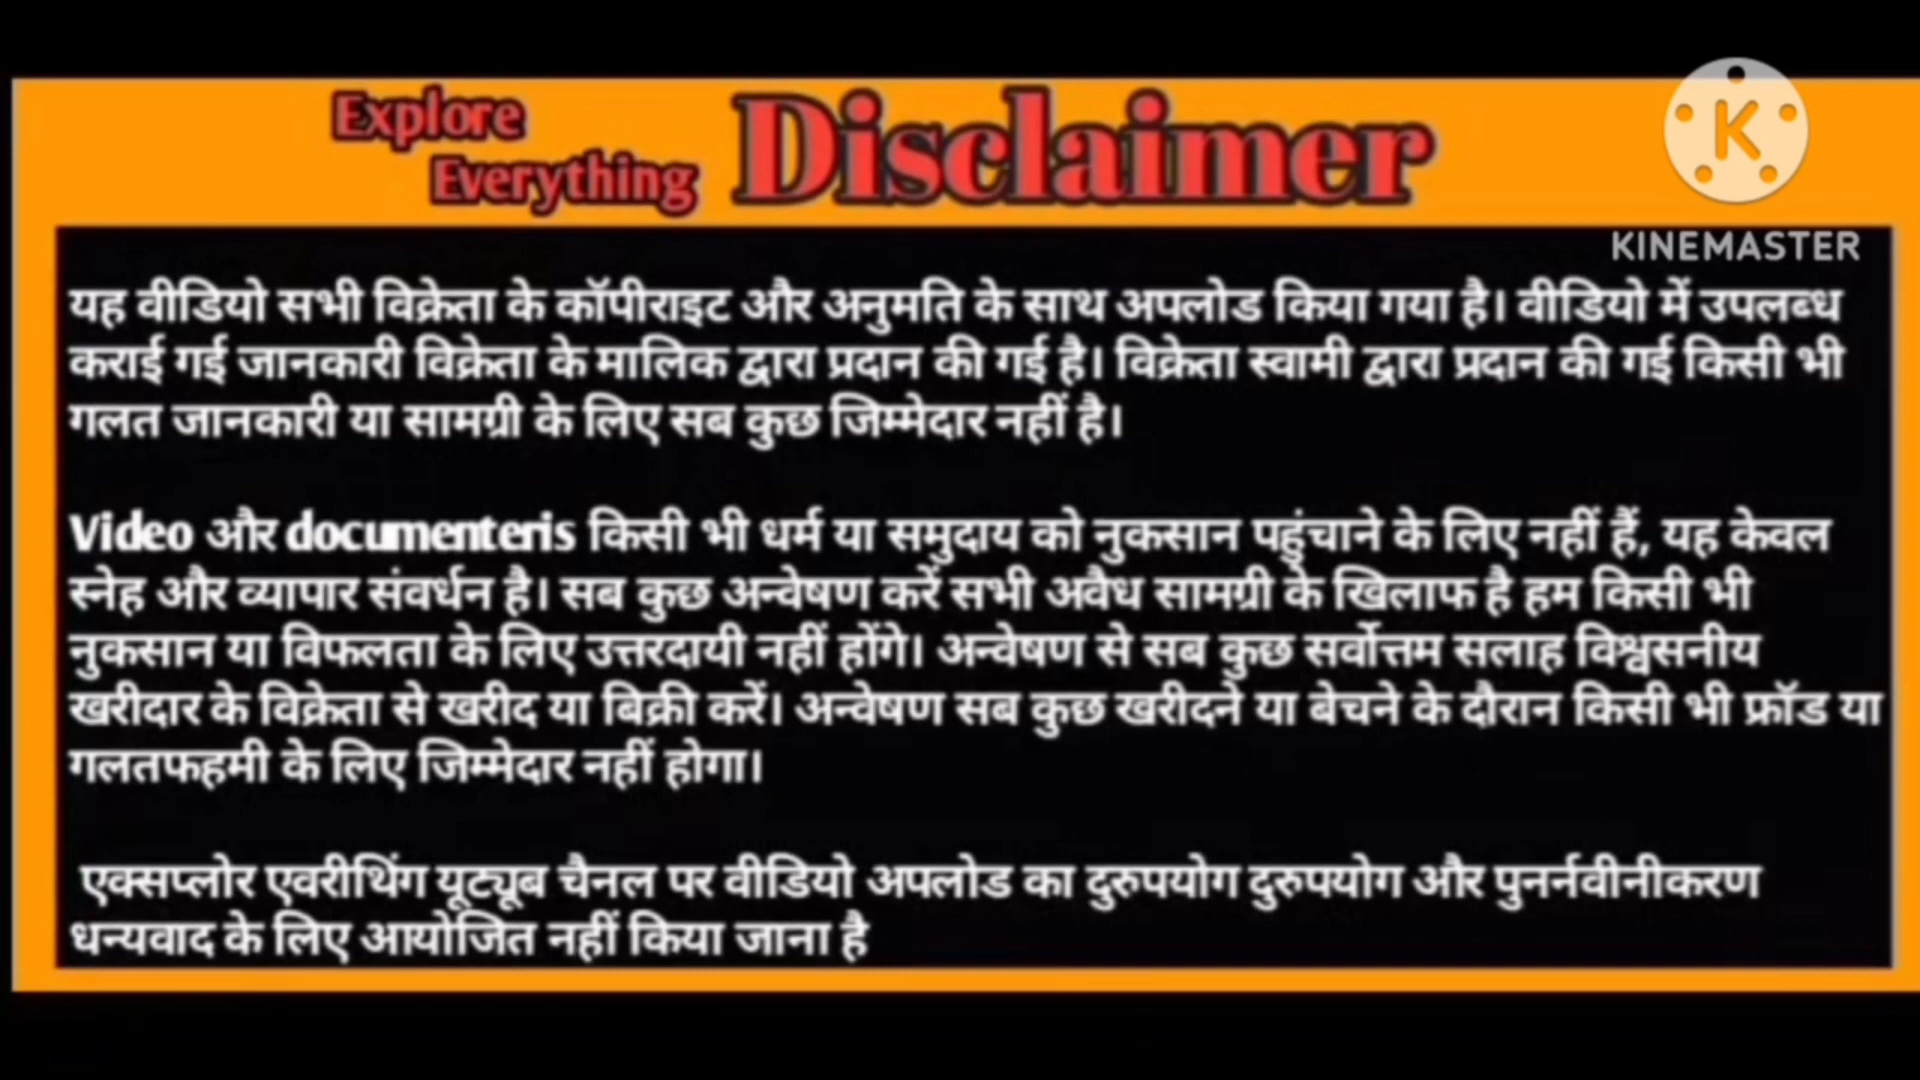 Explore
Everything
Disclaimer
KINEMASTER
यह वीडियो सभी विक्रेता के कॉपीराइट और अनुमति के साथ अपलोड किया गया है। वीडियो में उपलब्ध
कराई गई जानकारी विक्रेता के मालिक द्वारा प्रदान की गई है। विक्रेता स्वामी द्वारा प्रदान की गई किसी भी
गलत जानकारी या सामग्री के लिए सब कुछ जिम्मेदार नहीं है।
Video और documenteris किसी भी धर्म या समुदाय को नुकसान पहुंचाने के लिए नहीं हैं, यह केवल
स्नेह और व्यापार संवर्धन है। सब कुछ अन्वेषण करें सभी अवैध सामग्री के खिलाफ है हम किसी भी
नुकसान या विफलता के लिए उत्तरदायी नहीं होंगे। अन्वेषण से सब कुछ सर्वोत्तम सलाह विश्वसनीय
खरीदार के विक्रेता से खरीद या बिक्री करें। अन्वेषण सब कुछ खरीदने या बेचने के दौरान किसी भी फ्रॉड या
गलतफहमी के लिए जिम्मेदार नहीं होगा।
एक्सप्लोर एवरीथिंग यूट्यूब चैनल पर वीडियो अपलोड का दुरुपयोग दुरुपयोग और पुनर्नवीनीकरण
धन्यवाद के लिए आयोजित नहीं किया जाना है